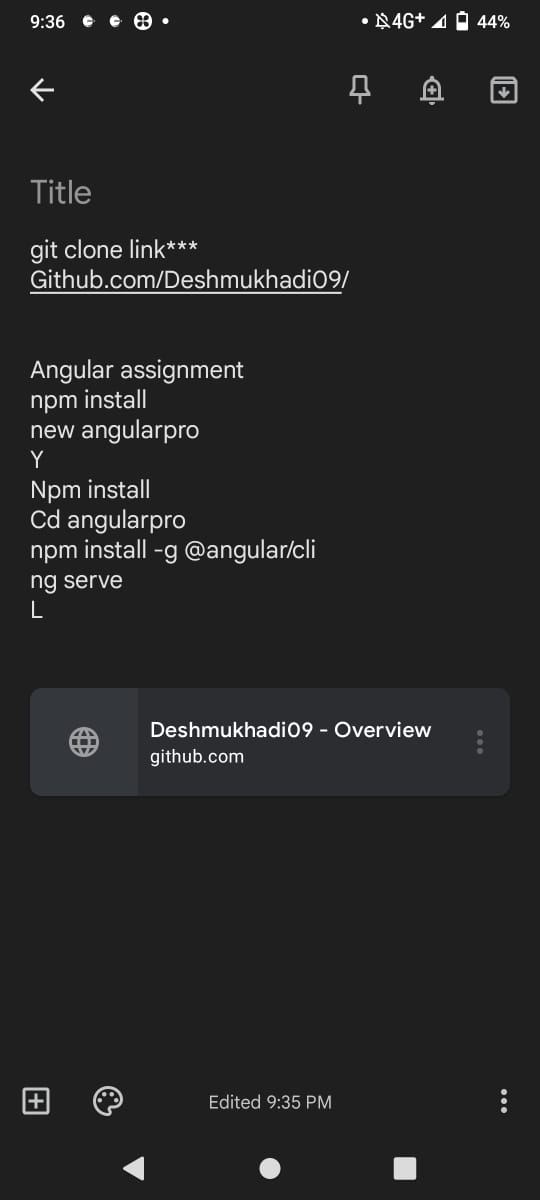 9:36
4G+ 44%
Title
git clone link***
Github.com/Deshmukhadi09/
Angular assignment
npm install
new angularpro
Y
Npm install
Cd angularpro
npm install -g @angular/cli
ng serve
L
Deshmukhadi09 - Overview
github.com
Edited 9:35 PM